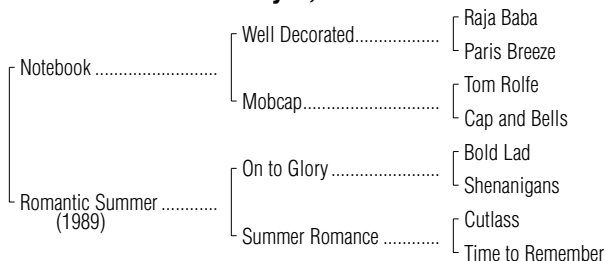 Raja Baba
Well Decorated..................
Paris Breeze
Notebook ..........................
Tom Rolfe
Mobcap.............................
Cap and Bells
Bold Lad
On to Glory.......................
Shenanigans
Romantic Summer ............
(1989)
Cutlass
Summer Romance ............
Time to Remember